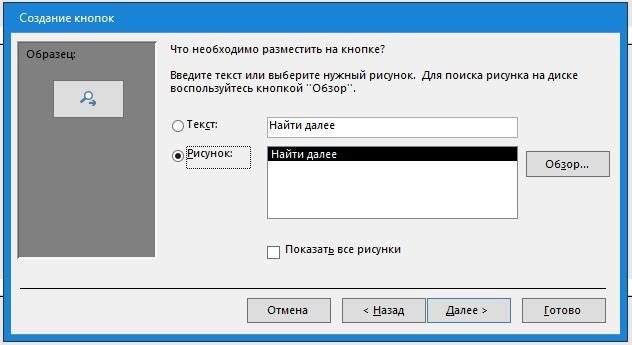 Создание кнопок
Образец:
Что необходимо разместить на кнопке?
Введите текст или выберите нужный рисунок. Для поиска рисунка на диске
воспользуйтесь кнопкой "Обзор".
Текст:
Найти далее
Рисунок:
Найти далее
Обзор...
Показать все рисунки
Отмена
< Назад
Далее >
Готово